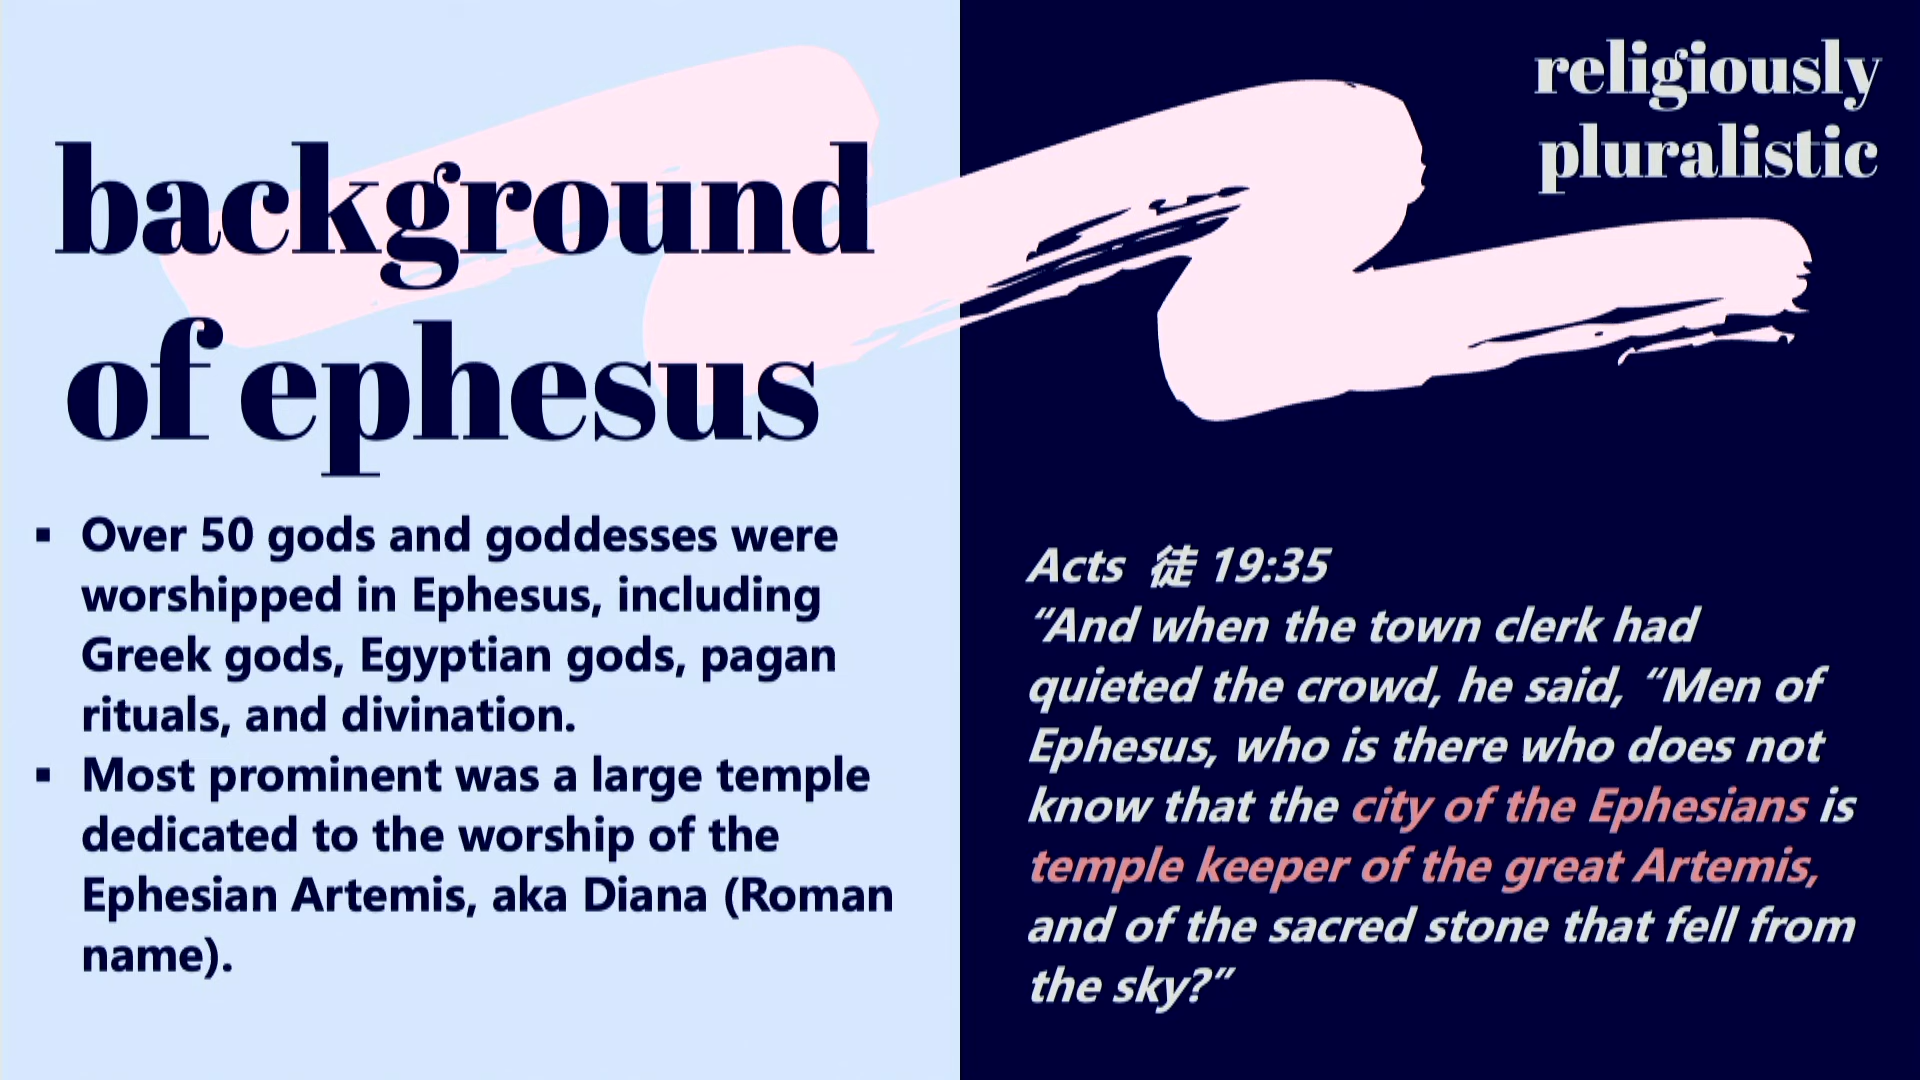 background
of ephesus
▪ Over 50 gods and goddesses were
worshipped in Ephesus, including
Greek gods, Egyptian gods, pagan
rituals, and divination.
▪ Most prominent was a large temple
dedicated to the worship of the
Ephesian Artemis, aka Diana (Roman
name).
religiously
pluralistic
Acts 徒 19:35
“And when the town clerk had
quieted the crowd, he said, “Men of
Ephesus, who is there who does not
know that the city of the Ephesians is
temple keeper of the great Artemis,
and of the sacred stone that fell from
the sky?”